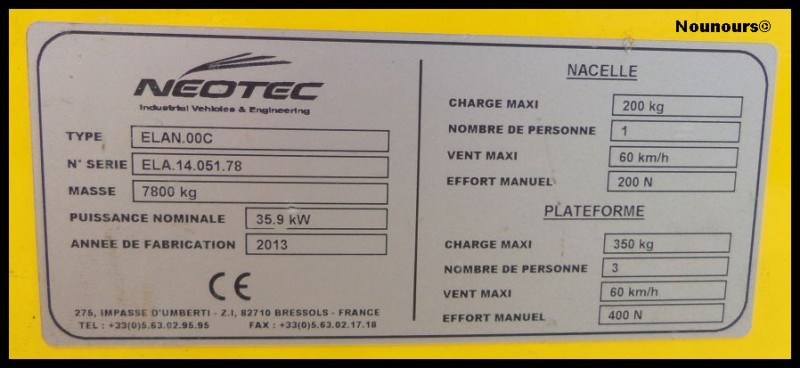 Nounours©
NEOTEC
Industrial Vehicles & Engineering
TYPE ELAN.00C
N° SERIE ELA.14.051.78
MASSE 7800 kg
PUISSANCE NOMINALE 35.9 kW
ANNEE DE FABRICATION 2013
CE
275, IMPASSE D'UMBERTI - Z.I, 82710 BRESSOLS - FRANCE
TEL : +33(0)5.63.02.95.95 FAX : +33(0)5.63.02.17.18
NACELLE
CHARGE MAXI 200 kg
NOMBRE DE PERSONNE 1
VENT MAXI 60 km/h
EFFORT MANUEL 200 N
PLATEFORME
CHARGE MAXI 350 kg
NOMBRE DE PERSONNE 3
VENT MAXI 60 km/h
EFFORT MANUEL 400 N